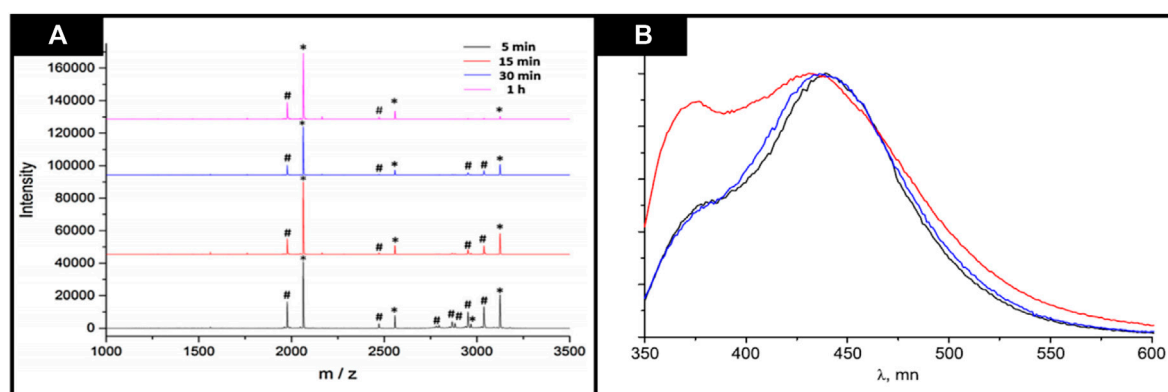 A
B
5 min
15 min
30 min
1 h
160000
140000
120000
100000
80000
60000
40000
20000
0
Intensity
* # # * *
* # # * # # *
* # # * # # *
* # # * # # # # * # *
1000 1500 2000 2500 3000 3500
m / z
350 400 450 500 550 600
λ, mn